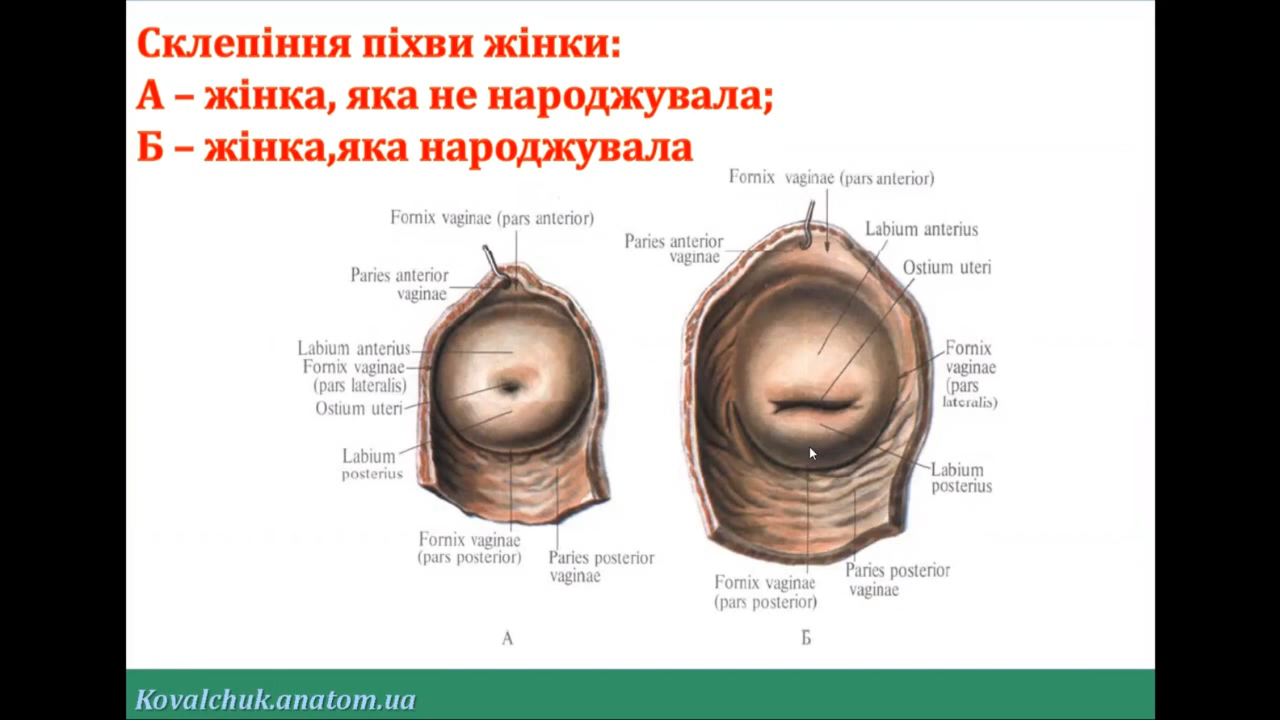 Склепіння піхви жінки:
А – жінка, яка не народжувала;
Б – жінка,яка народжувала
Fornix vaginae (pars anterior)
Paries anterior
vaginae
Labium anterius
Fornix vaginae
(pars lateralis)
Ostium uteri
Labium
posterius
Fornix vaginae
(pars posterior)
Paries posterior
vaginae
А
Fornix vaginae (pars anterior)
Paries anterior
vaginae
Labium anterius
Ostium uteri
Fornix
vaginae
(pars
lateralis)
Labium
posterius
Paries posterior
vaginae
Fornix vaginae
(pars posterior)
Б
Kovalchuk.anatom.ua